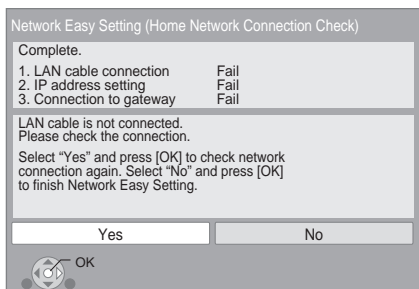 Network Easy Setting (Home Network Connection Check)
Complete.
1. LAN cable connection Fail
2. IP address setting Fail
3. Connection to gateway Fail
LAN cable is not connected.
Please check the connection.
Select “Yes” and press [OK] to check network
connection again. Select “No” and press [OK]
to finish Network Easy Setting.
Yes No
OK